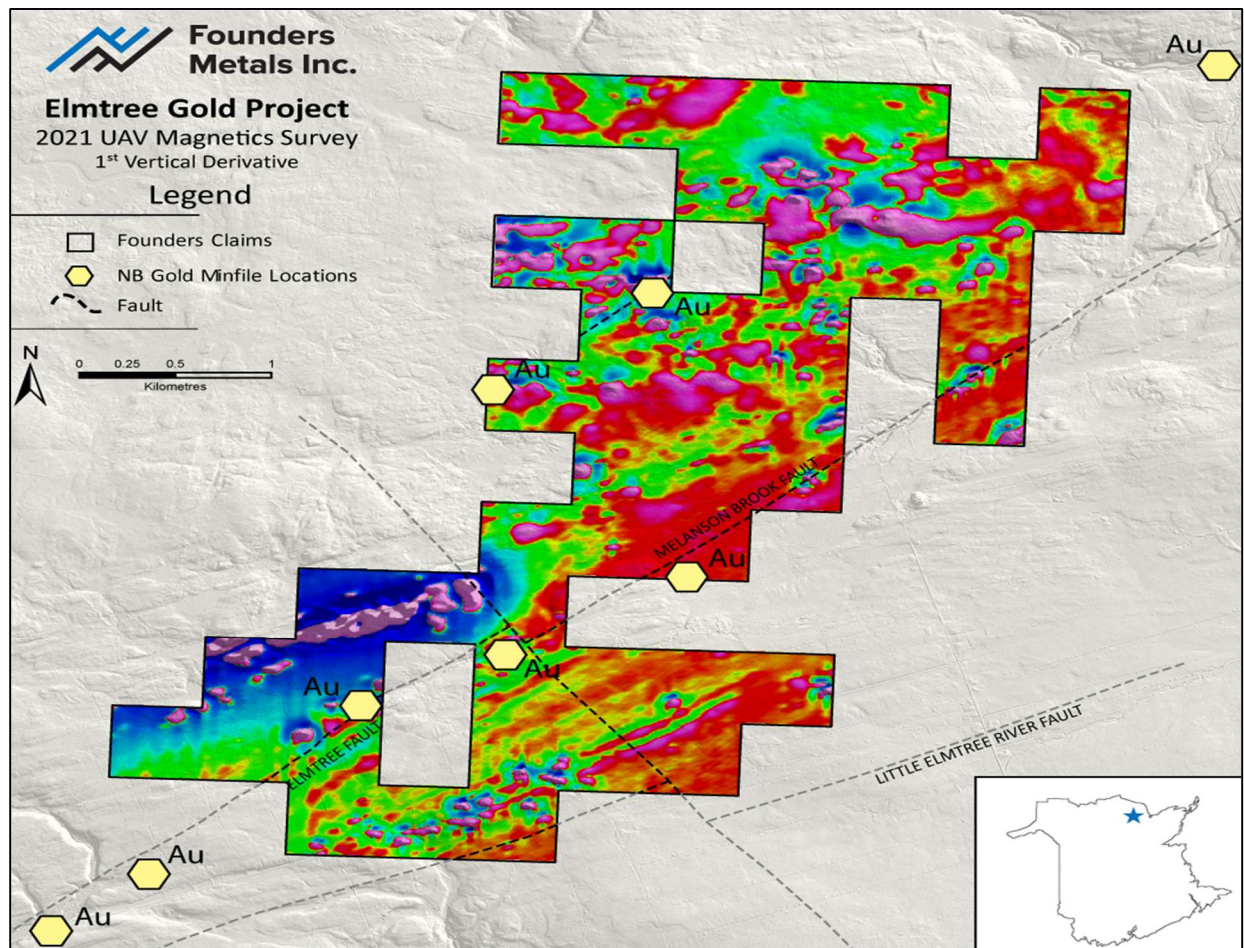 Founders
Metals Inc.
Elmtree Gold Project
2021 UAV Magnetics Survey
1st Vertical Derivative
Legend
Founders Claims
NB Gold Minfile Locations
Fault
N
0 0.25 0.5 1
Kilometres
Au
Au
Au
MELANSON BROOK FAULT
Au
Au
Au
ELMTREE FAULT
LITTLE ELMTREE RIVER FAULT
Au
Au